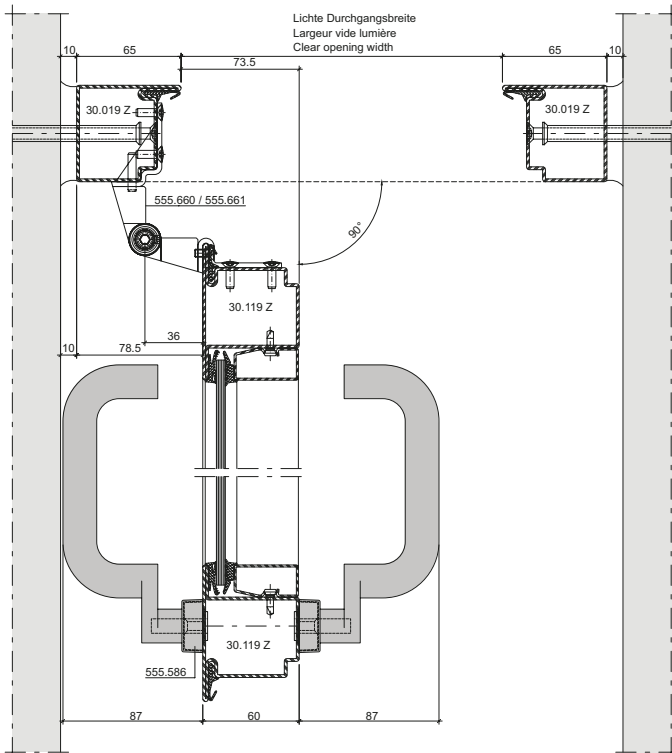 Lichte Durchgangsbreite
Largeur vide lumière
Clear opening width
10 65 65 10
73.5
30.019 Z 30.019 Z
555.660 / 555.661
90°
30.119 Z
36
10 78.5
30.119 Z
555.586
87 60 87